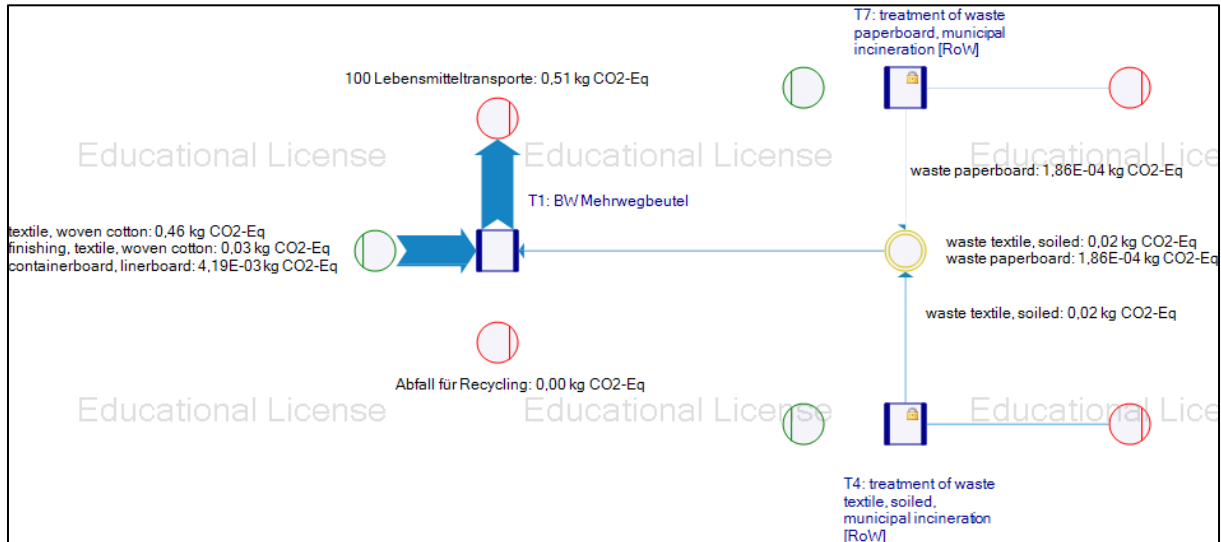 T7: treatment of waste
paperboard, municipal
incineration [RoW]
100 Lebensmitteltransporte: 0,51 kg CO2-Eq
Educational License
Educational License
Educational Lice
waste paperboard: 1,86E-04 kg CO2-Eq
T1: BW Mehrwegbeutel
textile, woven cotton: 0,46 kg CO2-Eq
finishing, textile, woven cotton: 0,03 kg CO2-Eq
containerboard, linerboard: 4,19E-03 kg CO2-Eq
waste textile, soiled: 0,02 kg CO2-Eq
waste paperboard: 1,86E-04 kg CO2-Eq
waste textile, soiled: 0,02 kg CO2-Eq
Abfall für Recycling: 0,00 kg CO2-Eq
Educational License
Educational License
Educational Lice
T4: treatment of waste
textile, soiled,
municipal incineration
[RoW]